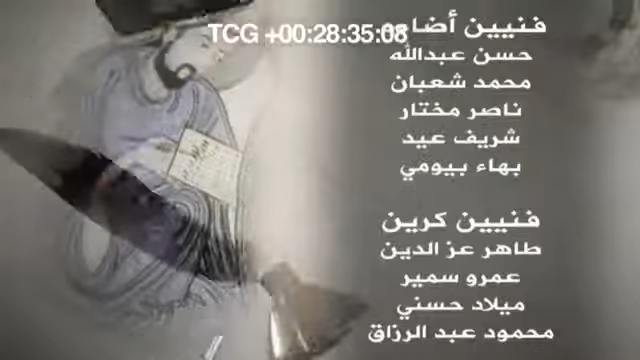 TCG +00:28:35:08
فنيين أضا
حسن عبدالله
محمد شعبان
ناصر مختار
شريف عيد
بهاء بيومي
فنيين كرين
طاهر عز الدين
عمرو سمير
ميلاد حسني
محمود عبد الرزاق